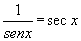 1/senx = sec x